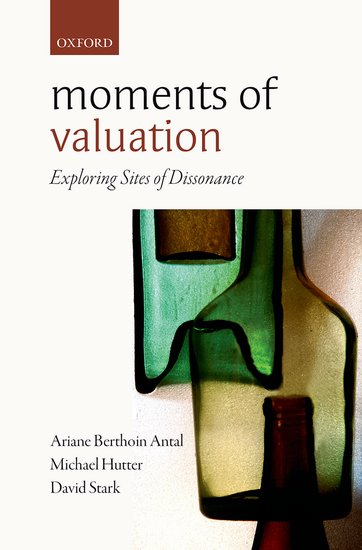 OXFORD
moments of
valuation
Exploring Sites of Dissonance
Ariane Berthoin Antal
Michael Hutter
David Stark